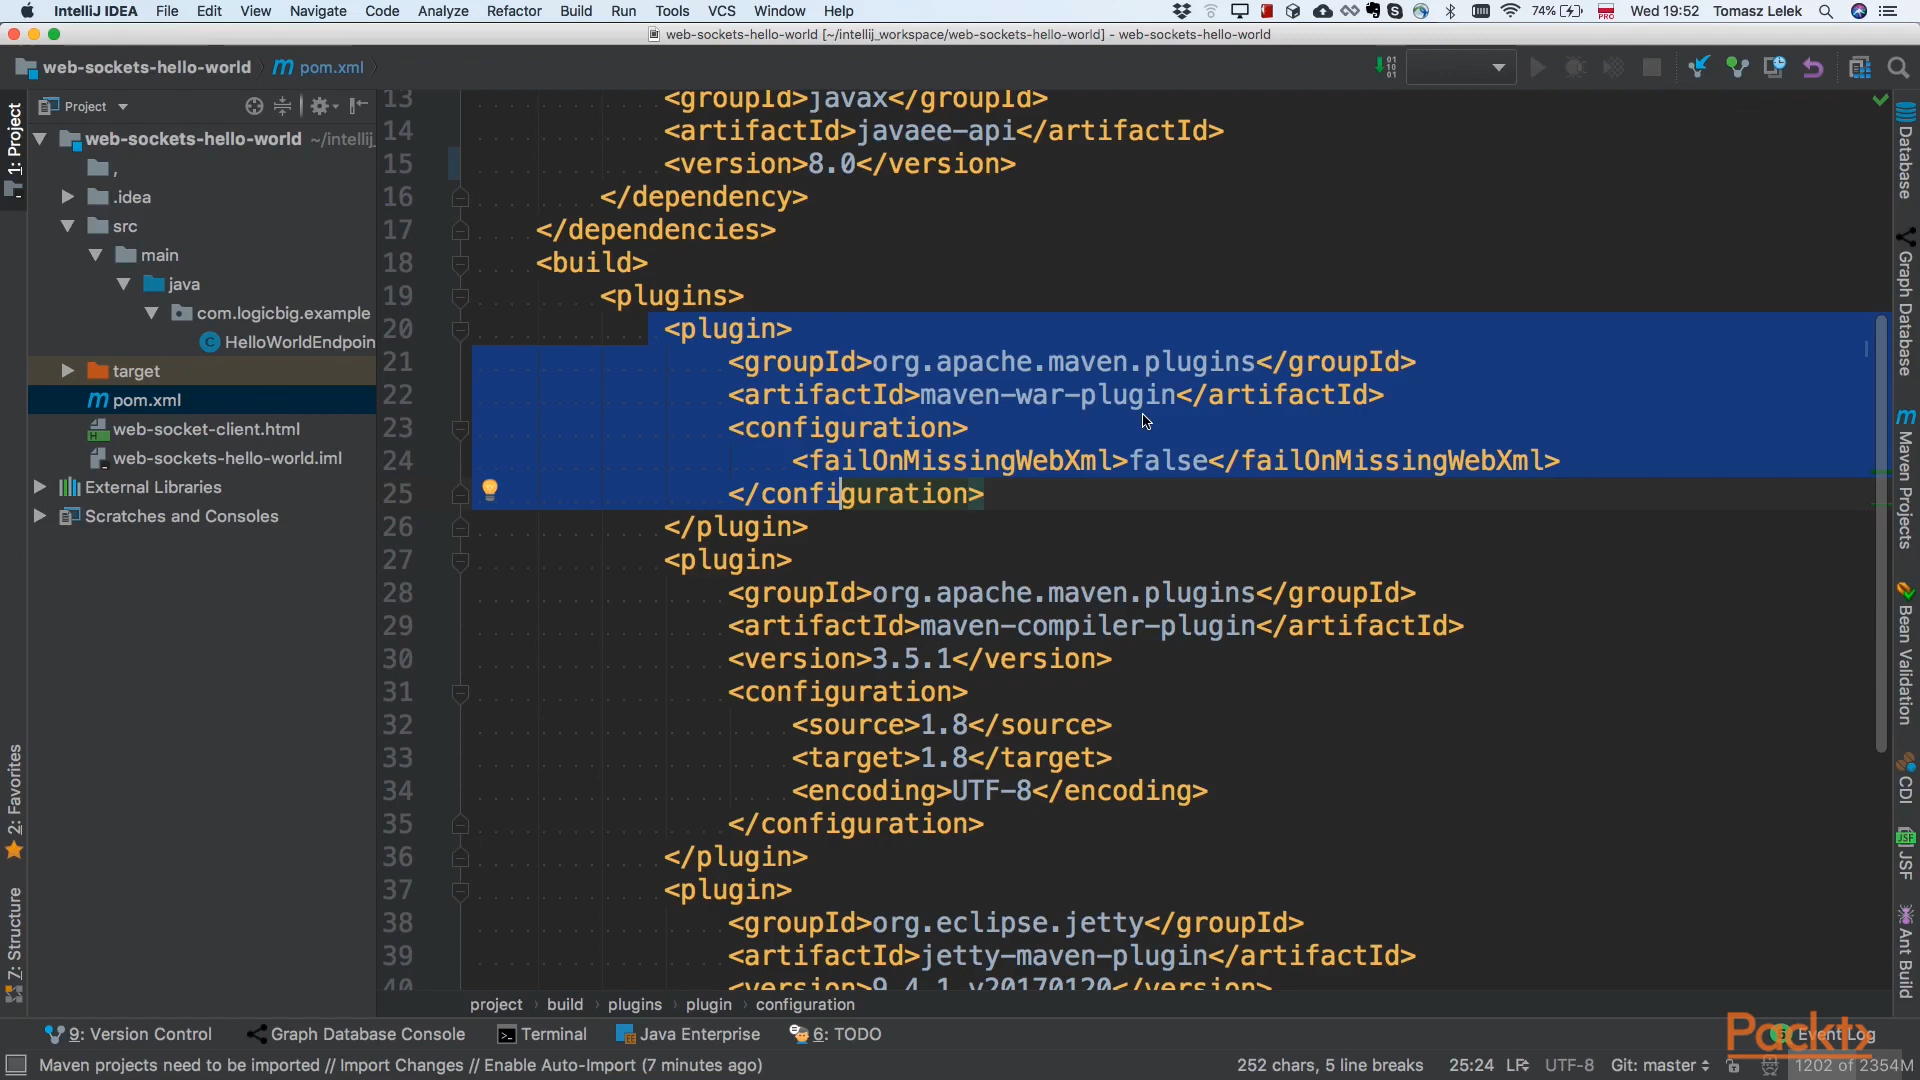 IntelliJ IDEA File Edit View Navigate Code Analyze Refactor Build Run Tools VCS Window Help 74% PRO Wed 19:52 Tomasz Lelek
web-sockets-hello-world [~/intellij_workspace/web-sockets-hello-world] - web-sockets-hello-world
web-sockets-hello-world pom.xml
Project
web-sockets-hello-world ~/intellij
,
.idea
src
main
java
com.logicbig.example
HelloWorldEndpoin
target
pom.xml
web-socket-client.html
web-sockets-hello-world.iml
External Libraries
Scratches and Consoles
1: Project
2: Favorites
7: Structure
13 <groupId>javax</groupId>
14 <artifactId>javaee-api</artifactId>
15 <version>8.0</version>
16 </dependency>
17 </dependencies>
18 <build>
19 <plugins>
20 <plugin>
21 <groupId>org.apache.maven.plugins</groupId>
22 <artifactId>maven-war-plugin</artifactId>
23 <configuration>
24 <failOnMissingWebXml>false</failOnMissingWebXml>
25 </configuration>
26 </plugin>
27 <plugin>
28 <groupId>org.apache.maven.plugins</groupId>
29 <artifactId>maven-compiler-plugin</artifactId>
30 <version>3.5.1</version>
31 <configuration>
32 <source>1.8</source>
33 <target>1.8</target>
34 <encoding>UTF-8</encoding>
35 </configuration>
36 </plugin>
37 <plugin>
38 <groupId>org.eclipse.jetty</groupId>
39 <artifactId>jetty-maven-plugin</artifactId>
40 <version>9.4.1.v20170120</version>
Database
Graph Database
Maven Projects
Bean Validation
CDI
JSF
Ant Build
project › build › plugins › plugin › configuration
9: Version Control Graph Database Console Terminal Java Enterprise 6: TODO Event Log
Packt
Maven projects need to be imported // Import Changes // Enable Auto-Import (7 minutes ago) 252 chars, 5 line breaks 25:24 LF UTF-8 Git: master 1202 of 2354M